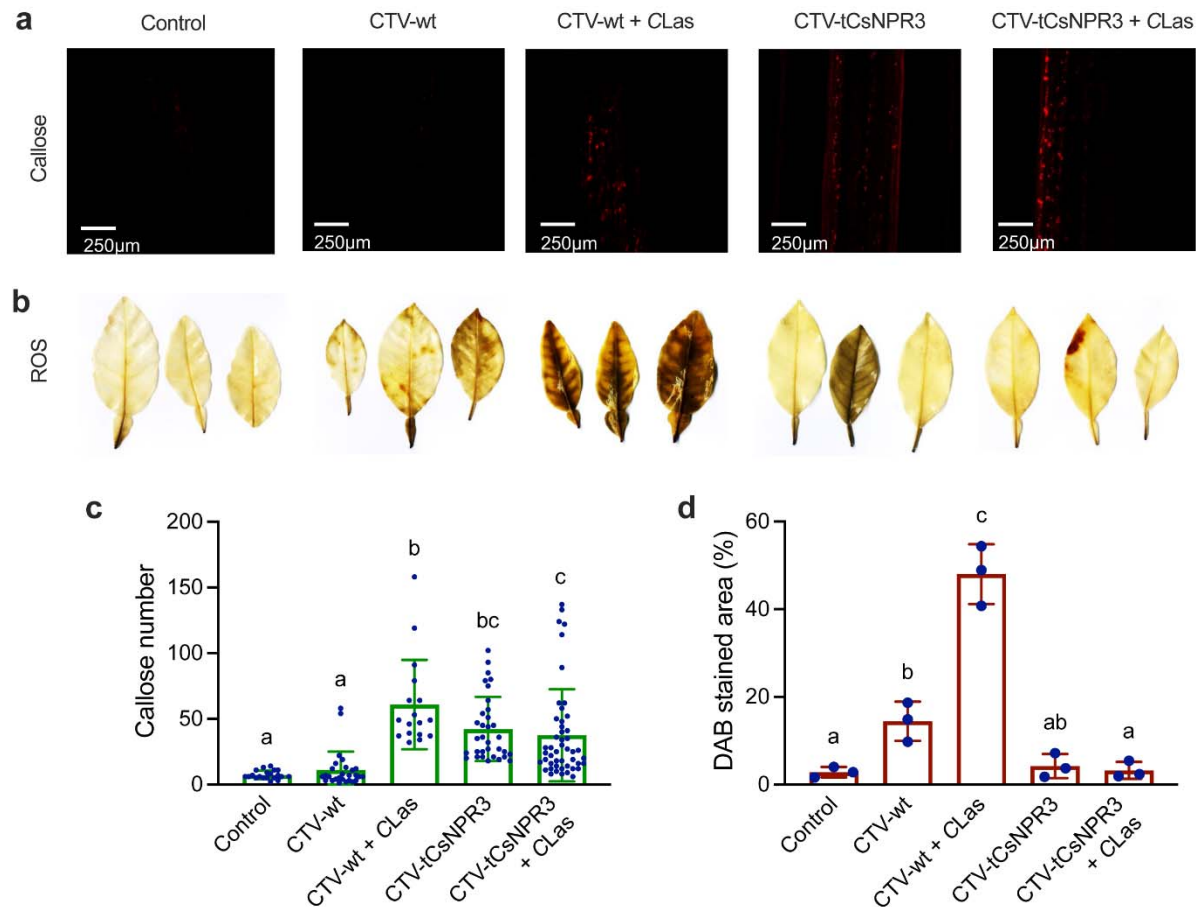 a
Control
CTV-wt
CTV-wt + CLas
CTV-tCsNPR3
CTV-tCsNPR3 + CLas
Callose
250µm
250µm
250µm
250µm
250µm
b
ROS
c
Callose number
200
150
100
50
0
a
a
b
bc
c
Control
CTV-wt
CTV-wt + CLas
CTV-tCsNPR3
CTV-tCsNPR3
+ CLas
d
DAB stained area (%)
60
40
20
0
a
b
c
ab
a
Control
CTV-wt
CTV-wt + CLas
CTV-tCsNPR3
CTV-tCsNPR3
+ CLas